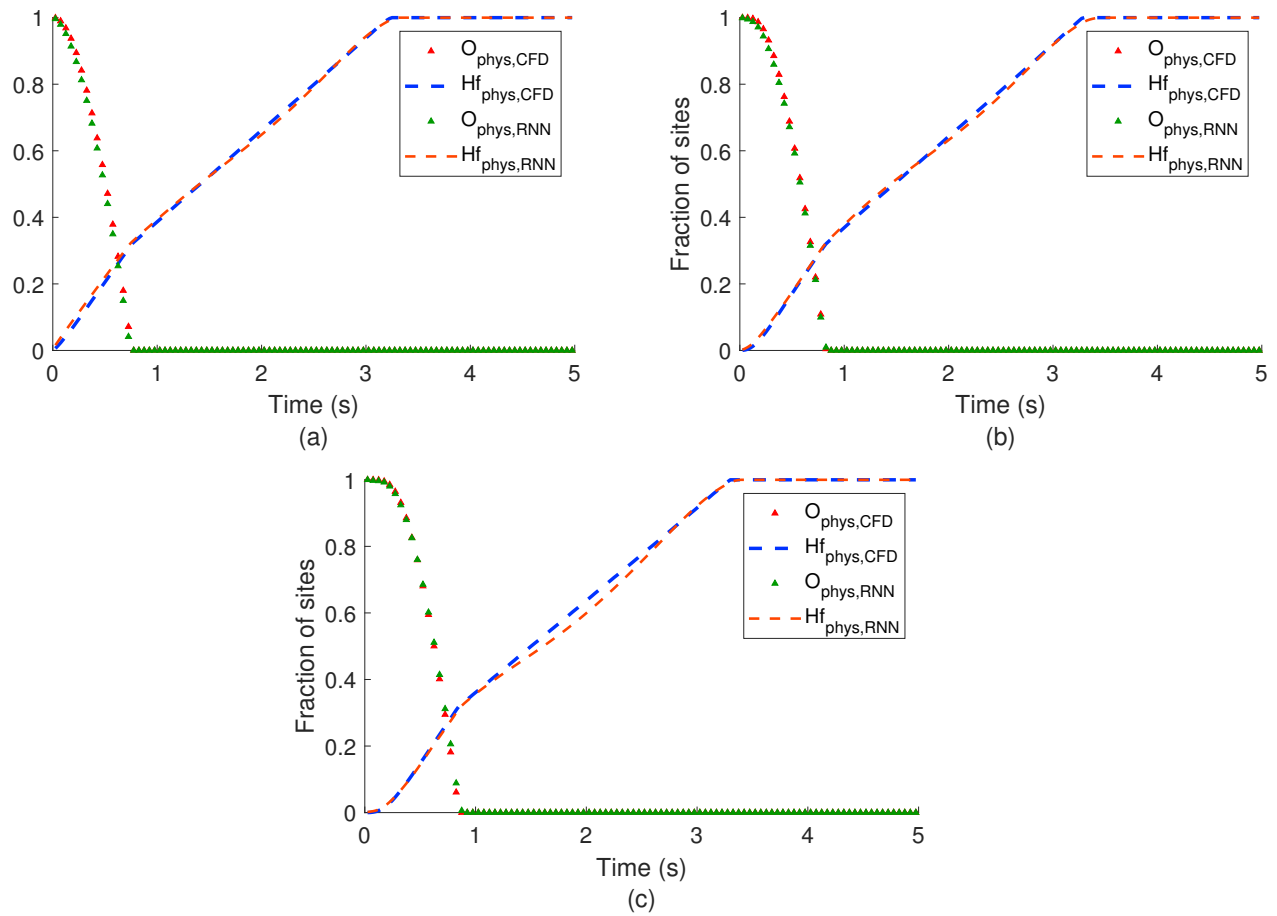 1
0.8
0.6
0.4
0.2
0
0 1 2 3 4 5
Time (s)
(a)
O_phys,CFD
Hf_phys,CFD
O_phys,RNN
Hf_phys,RNN
Fraction of sites
1
0.8
0.6
0.4
0.2
0
0 1 2 3 4 5
Time (s)
(b)
O_phys,CFD
Hf_phys,CFD
O_phys,RNN
Hf_phys,RNN
Fraction of sites
1
0.8
0.6
0.4
0.2
0
0 1 2 3 4 5
Time (s)
(c)
O_phys,CFD
Hf_phys,CFD
O_phys,RNN
Hf_phys,RNN